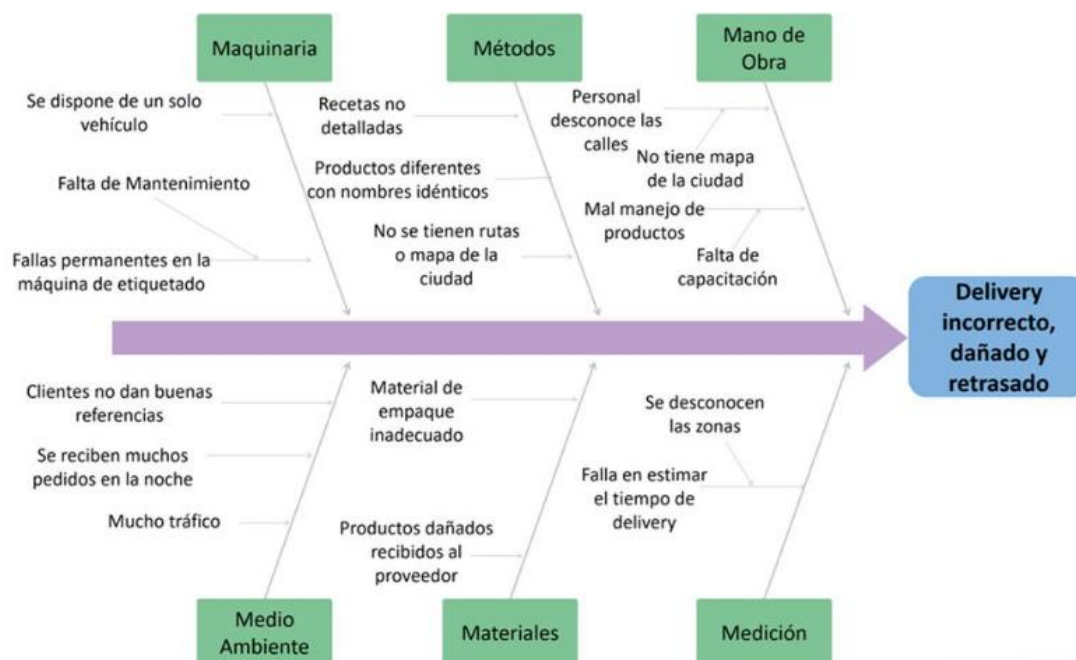 Maquinaria
Métodos
Mano de
Obra
Se dispone de un solo
vehículo
Falta de Mantenimiento
Fallas permanentes en la
máquina de etiquetado
Recetas no
detalladas
Productos diferentes
con nombres idénticos
No se tienen rutas
o mapa de la
ciudad
Personal
desconoce las
calles
No tiene mapa
de la ciudad
Mal manejo de
productos
Falta de
capacitación
Delivery
incorrecto,
dañado y
retrasado
Clientes no dan buenas
referencias
Se reciben muchos
pedidos en la noche
Mucho tráfico
Material de
empaque
inadecuado
Productos dañados
recibidos al
proveedor
Se desconocen
las zonas
Falla en estimar
el tiempo de
delivery
Medio
Ambiente
Materiales
Medición